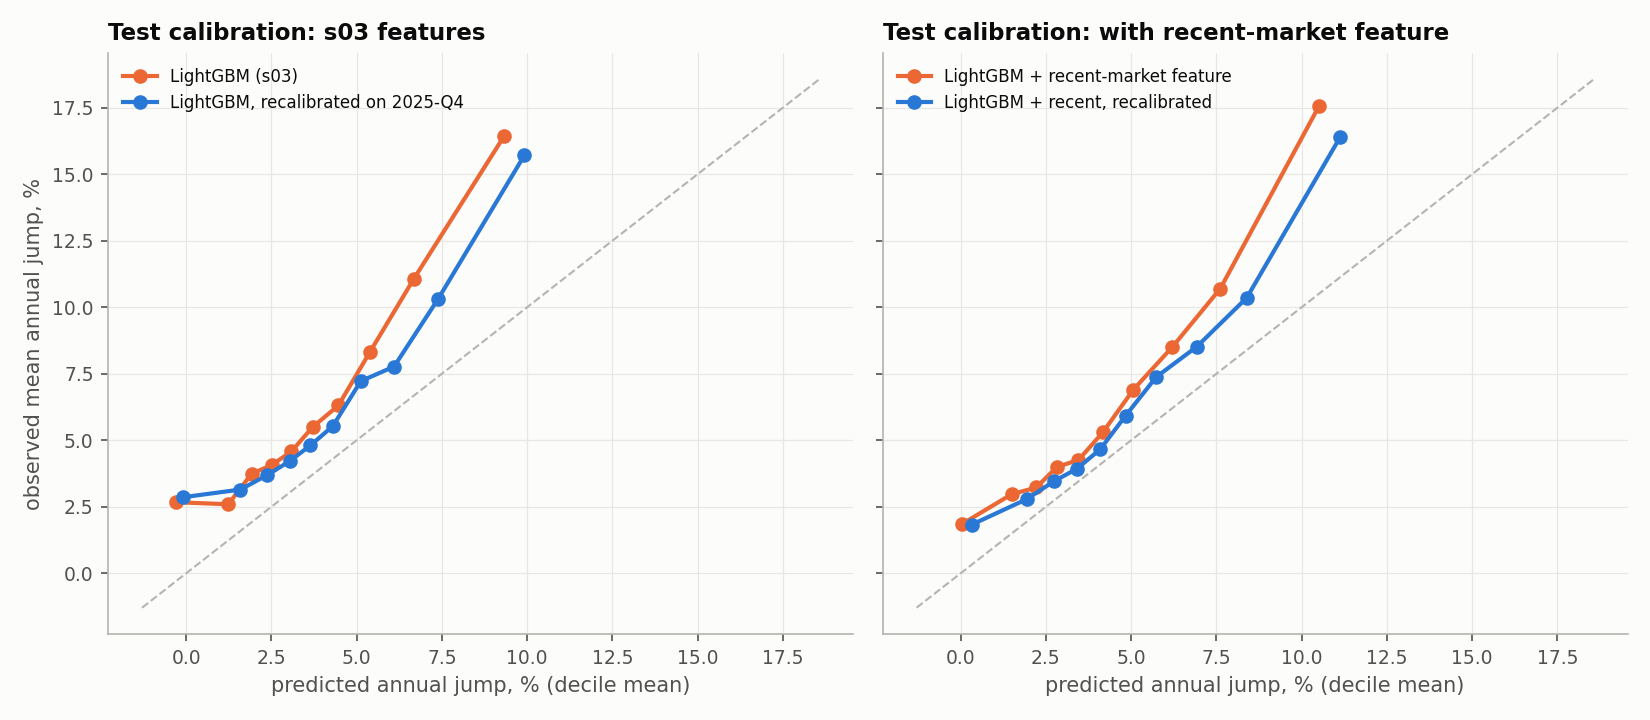 Test calibration: s03 features
LightGBM (s03)
LightGBM, recalibrated on 2025-Q4
observed mean annual jump, %
17.5
15.0
12.5
10.0
7.5
5.0
2.5
0.0
0.0 2.5 5.0 7.5 10.0 12.5 15.0 17.5
predicted annual jump, % (decile mean)
Test calibration: with recent-market feature
LightGBM + recent-market feature
LightGBM + recent, recalibrated
0.0 2.5 5.0 7.5 10.0 12.5 15.0 17.5
predicted annual jump, % (decile mean)